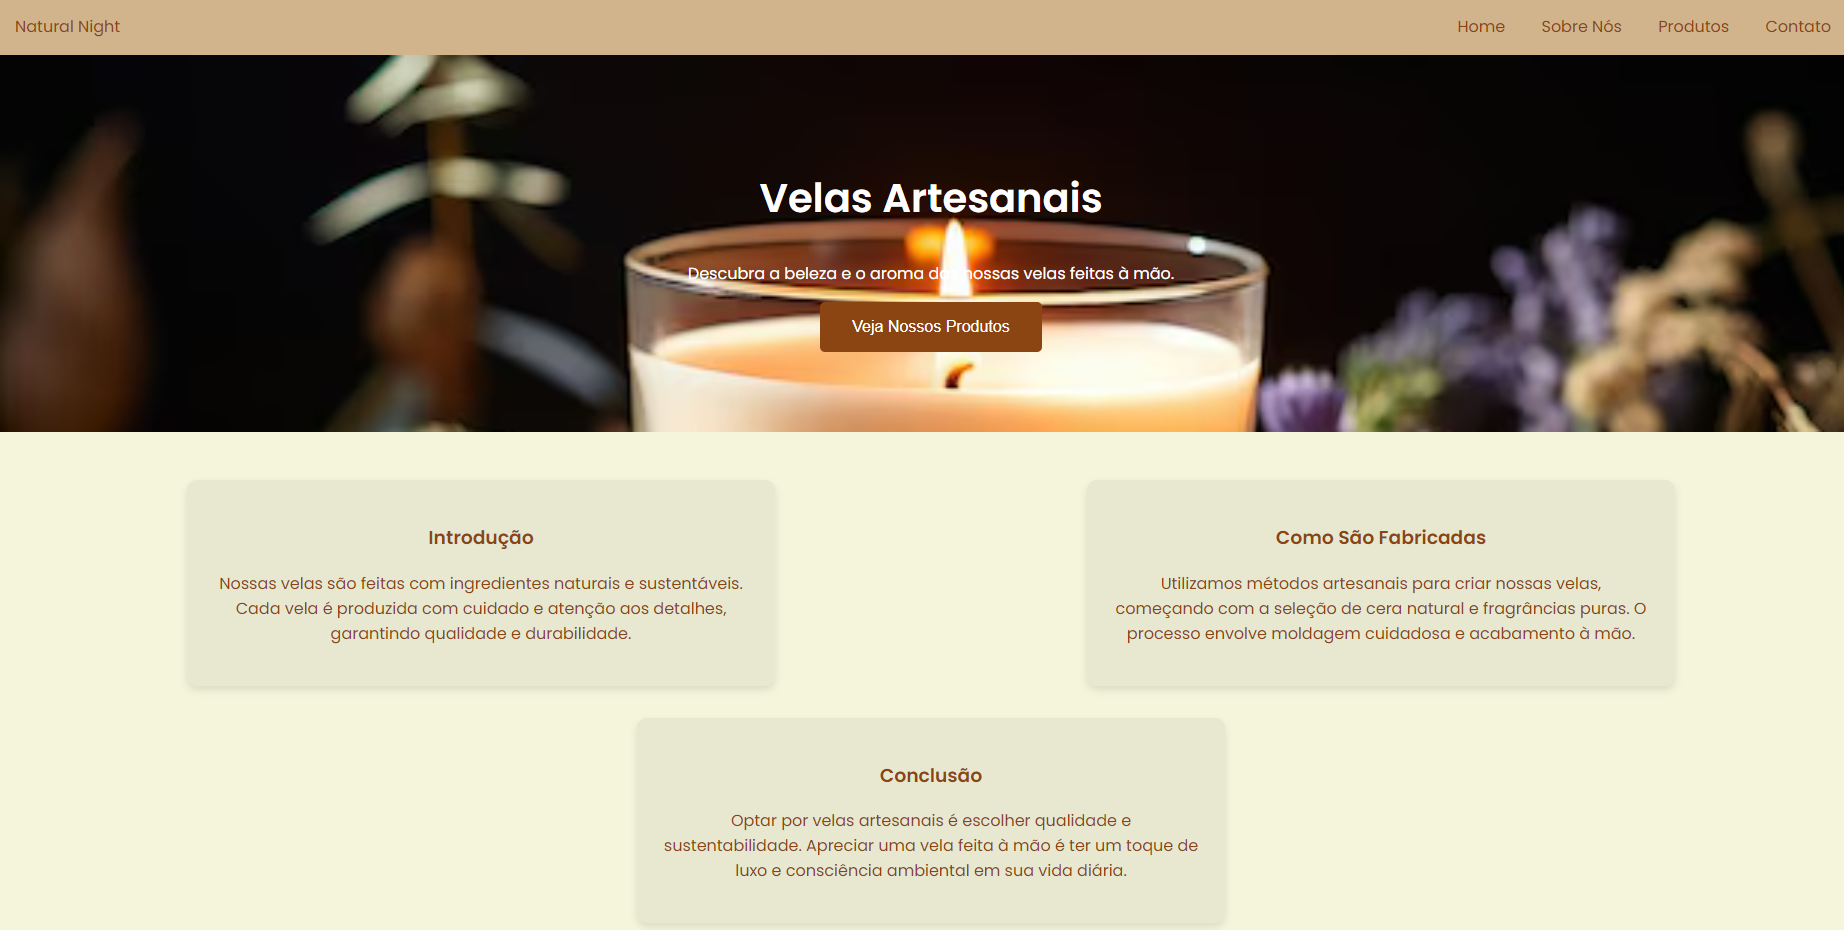 Natural Night
Home
Sobre Nós
Produtos
Contato
Velas Artesanais
Descubra a beleza e o aroma das nossas velas feitas à mão.
Veja Nossos Produtos
Introdução
Nossas velas são feitas com ingredientes naturais e sustentáveis.
Cada vela é produzida com cuidado e atenção aos detalhes,
garantindo qualidade e durabilidade.
Como São Fabricadas
Utilizamos métodos artesanais para criar nossas velas,
começando com a seleção de cera natural e fragrâncias puras. O
processo envolve moldagem cuidadosa e acabamento à mão.
Conclusão
Optar por velas artesanais é escolher qualidade e
sustentabilidade. Apreciar uma vela feita à mão é ter um toque de
luxo e consciência ambiental em sua vida diária.